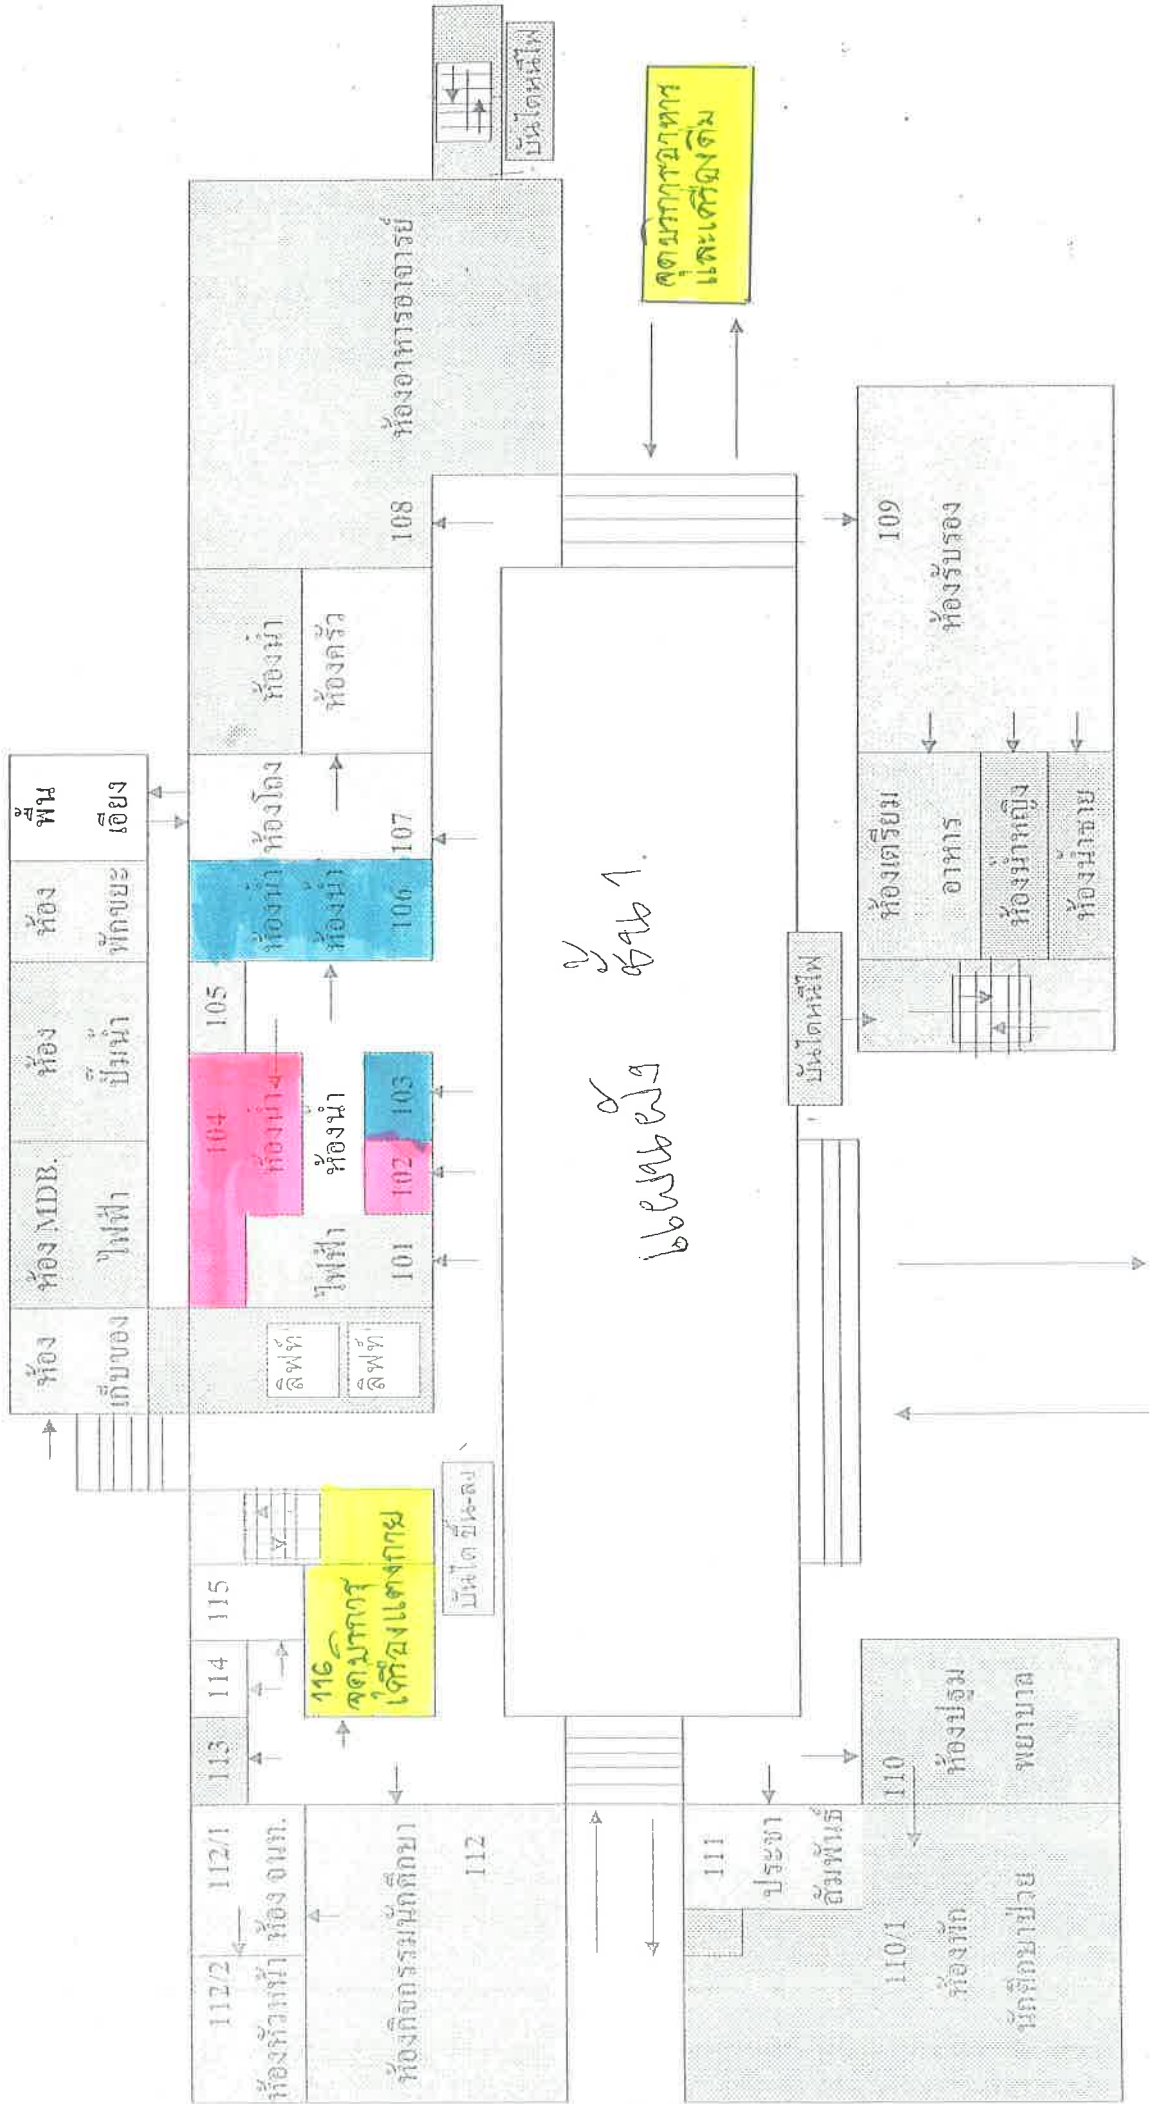 ห้อง
เก็บของ
ห้อง MDB.
ไฟฟ้า
ห้อง
ปั๊มน้ำ
ห้อง
พักขยะ
พื้น
เอียง
112/2
ห้องหัวหน้า
112/1
ห้อง จนท.
113
114
115
116
จุดบริการ
เครื่องแต่งกาย
ลิฟท์
ลิฟท์
ไฟฟ้า
101
104
ห้องน้ำ
ห้องน้ำ
102
103
105
ห้องน้ำ
ห้องน้ำ
106
ห้องโถง
107
ห้องน้ำ
ห้องครัว
108
ห้องอาหารอาจารย์
บันไดหนีไฟ
ห้องกิจกรรมนักศึกษา
112
บันได ขึ้น-ลง
แผนผัง ชั้น 1.
จุดบริการอาหาร
และเครื่องดื่ม
111
ประชา
สัมพันธ์
110/1
ห้องพัก
นักศึกษาป่วย
110
ห้องปฐม
พยาบาล
บันไดหนีไฟ
ห้องเตรียม
อาหาร
ห้องน้ำหญิง
ห้องน้ำชาย
109
ห้องรับรอง